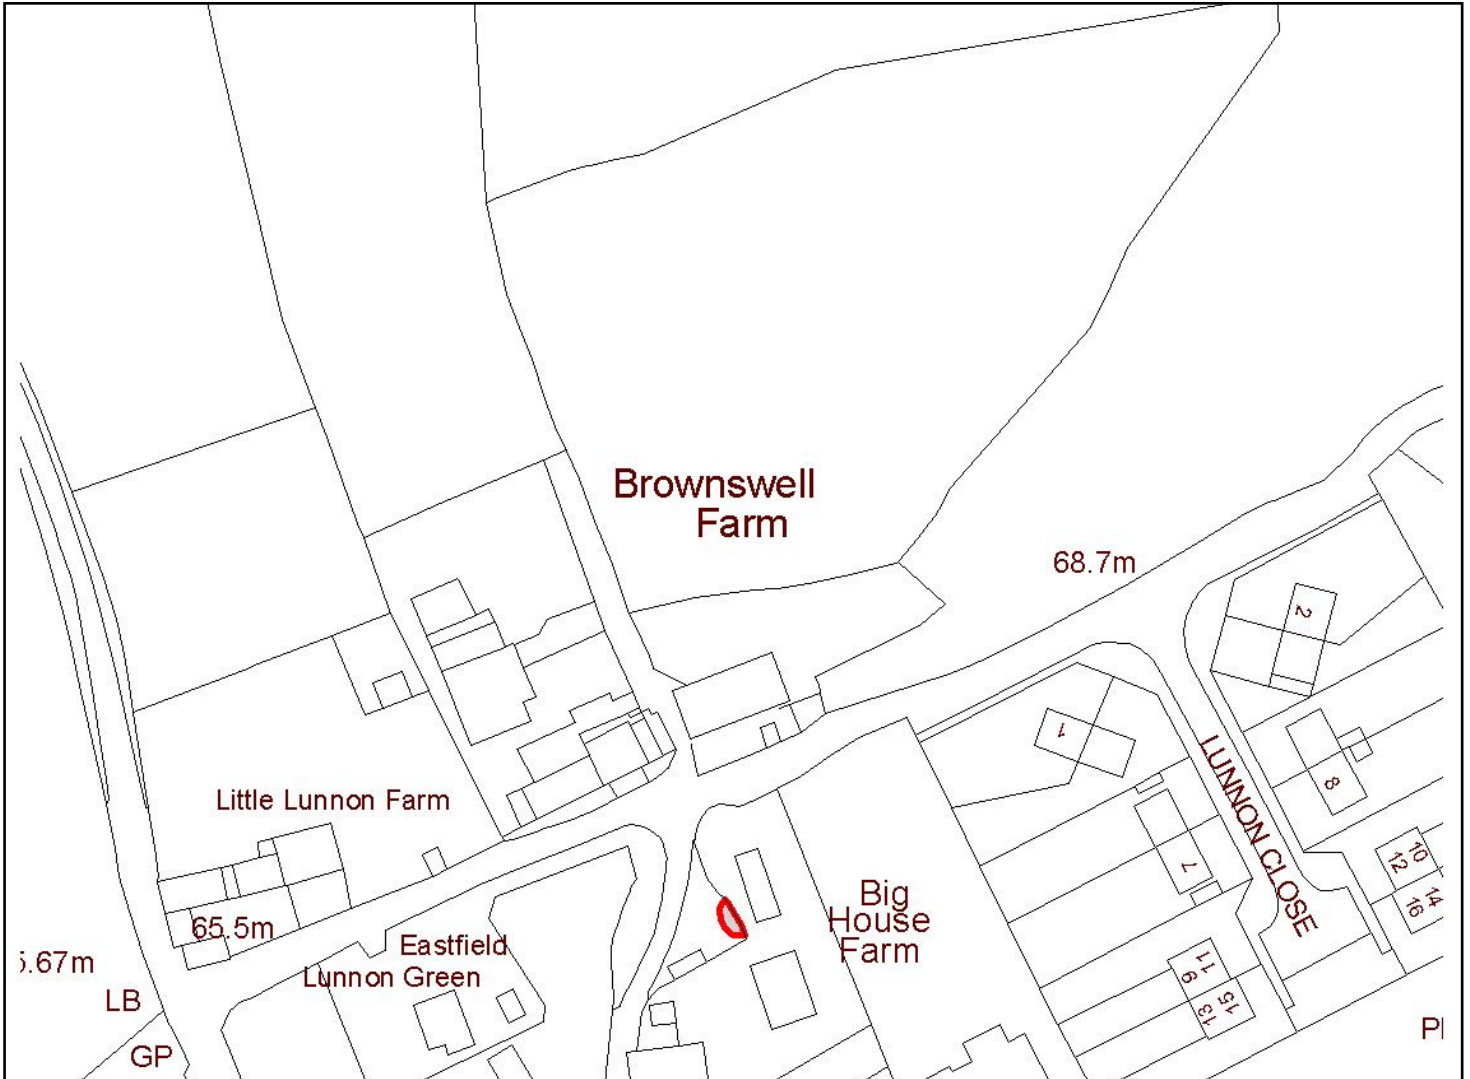 Brownswell
Farm
68.7m
2
1
LUNNON CLOSE
8
7
10
12
14
16
Little Lunnon Farm
Big
House
Farm
65.5m
Eastfield
Lunnon Green
.67m
LB
GP
11
9
15
13